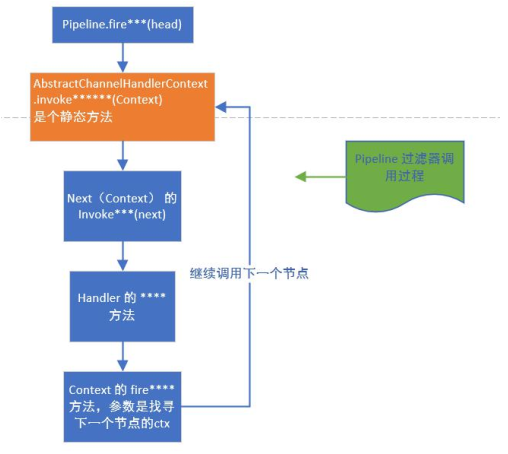 Pipeline.fire***(head)
AbstractChannelHandlerContext
.invoke******(Context)
是个静态方法
Pipeline 过滤器调
用过程
Next（Context） 的
Invoke***(next)
继续调用下一个节点
Handler 的 ****
方法
Context 的 fire****
方法，参数是找寻
下一个节点的ctx